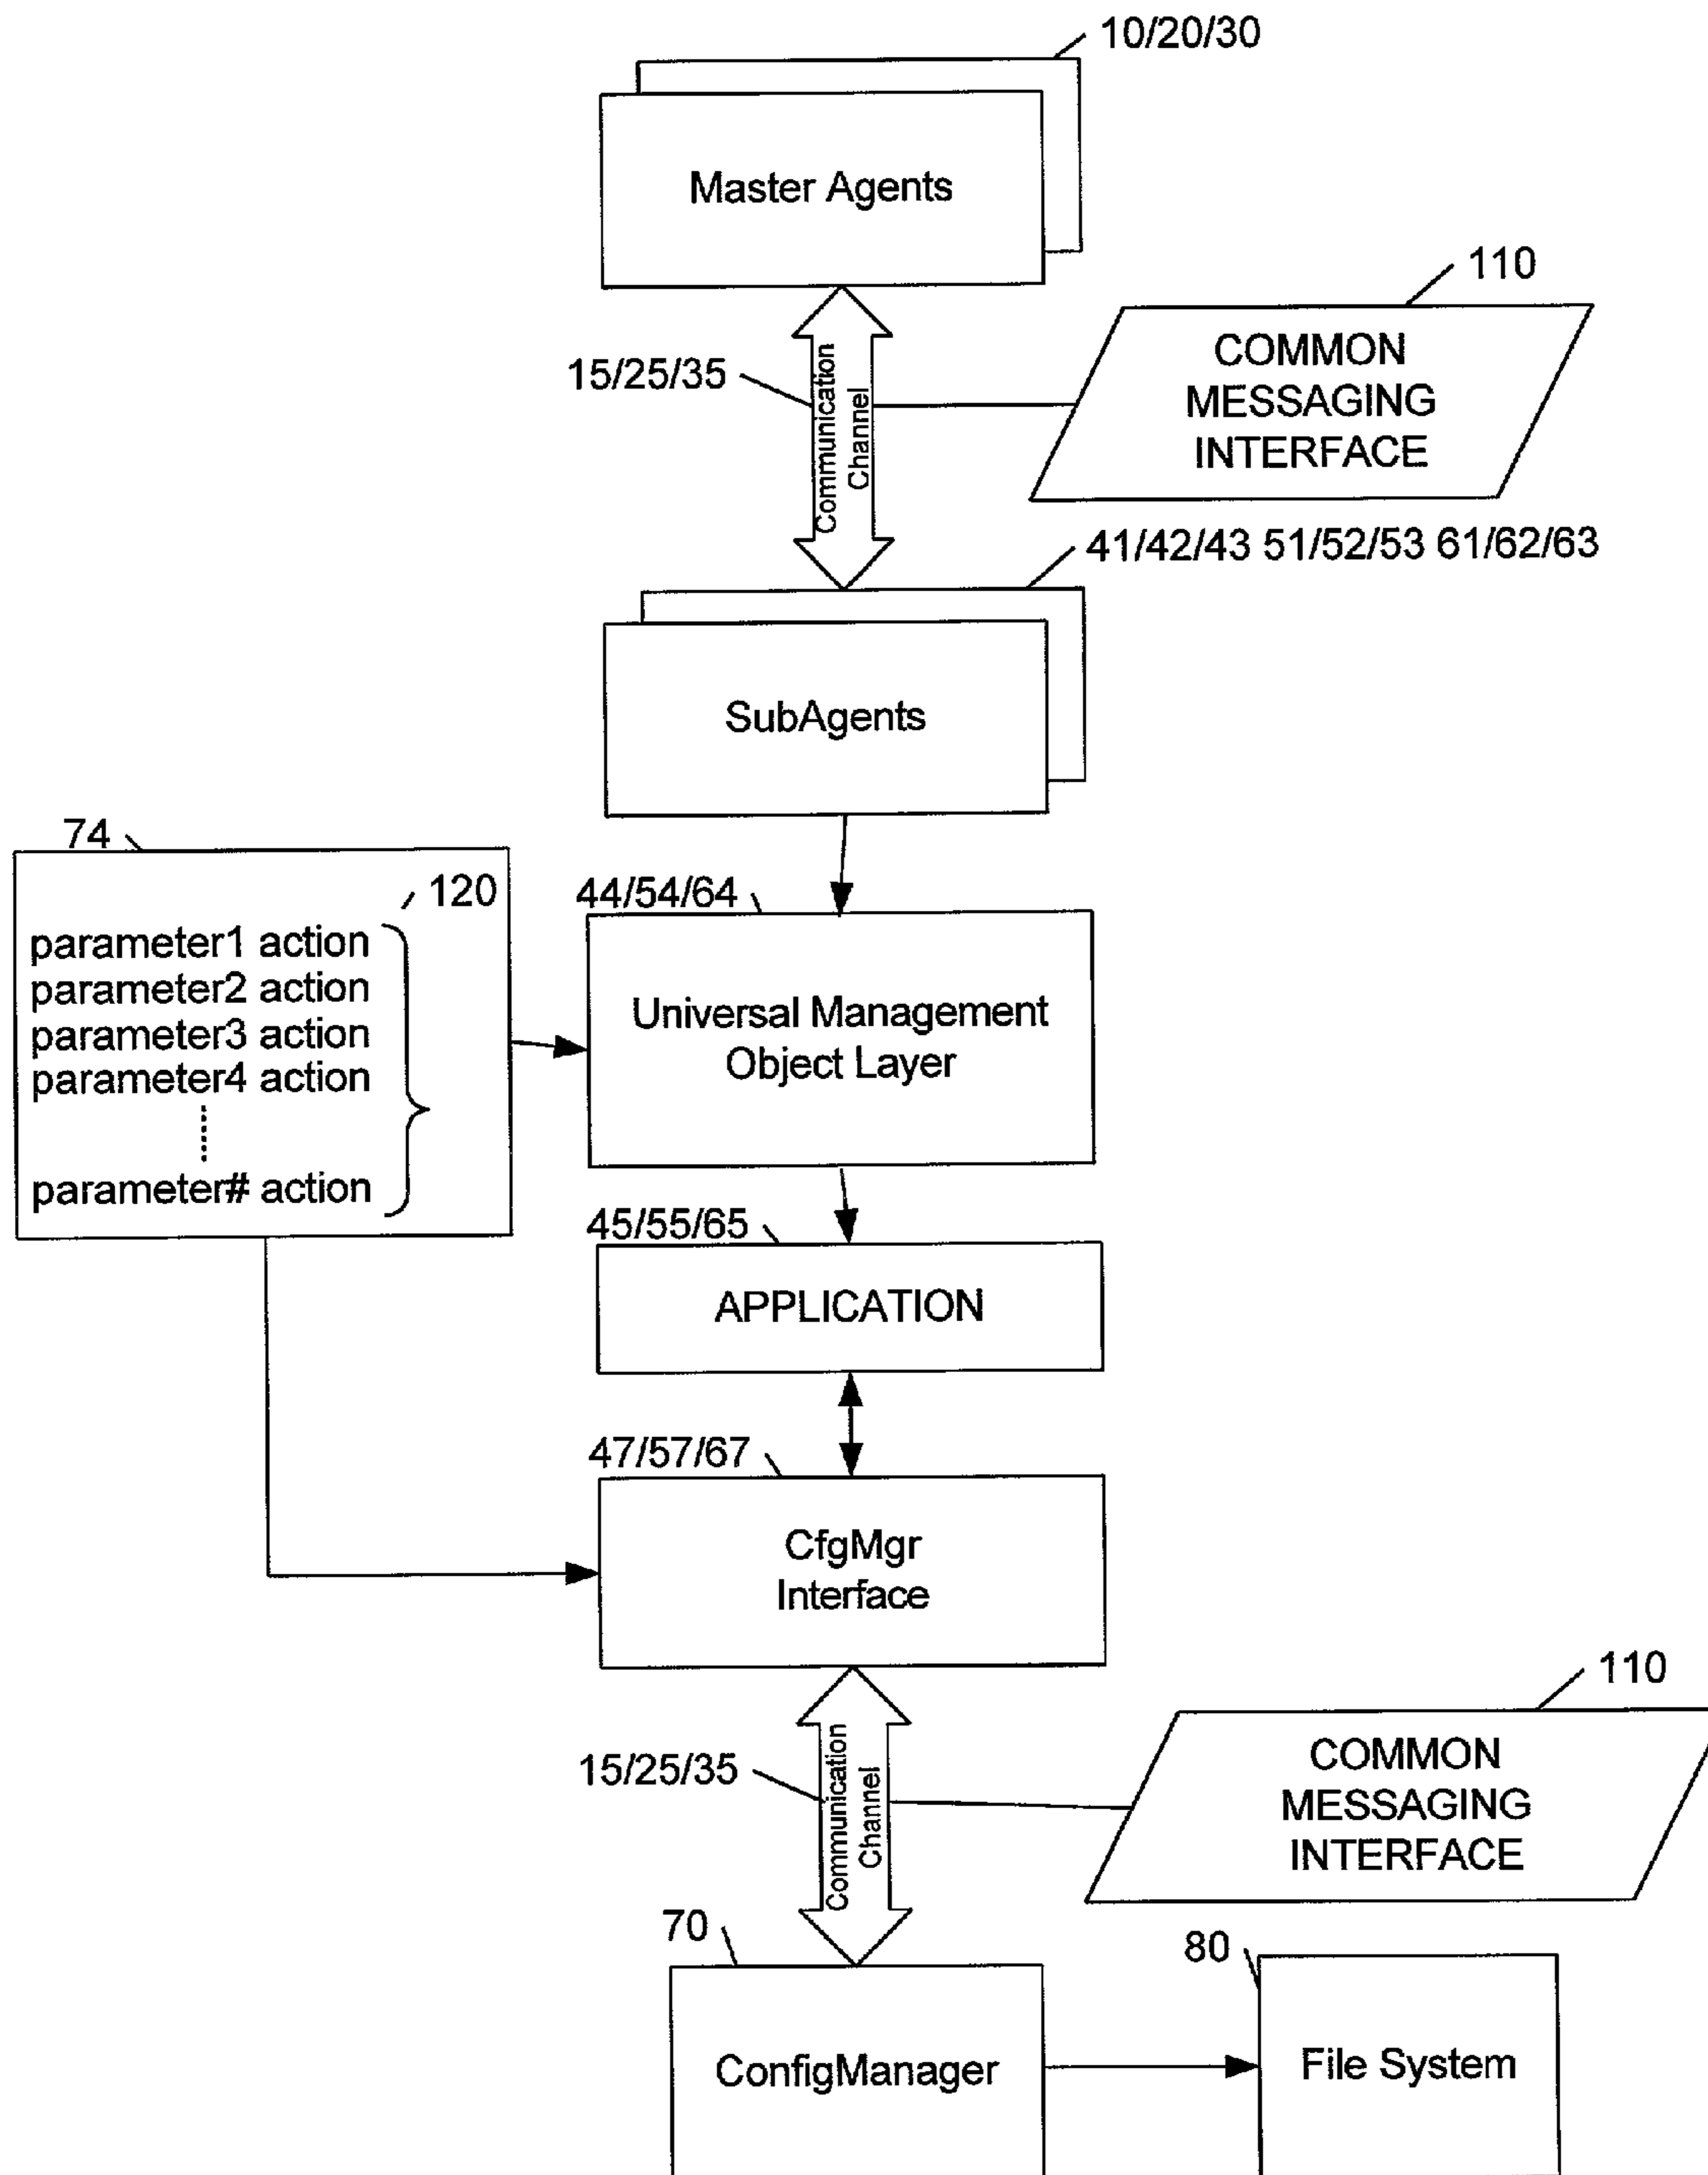 10/20/30
Master Agents
110
COMMON
MESSAGING
INTERFACE
15/25/35
Communication
Channel
41/42/43 51/52/53 61/62/63
SubAgents
74
120
parameter1 action
parameter2 action
parameter3 action
parameter4 action
parameter# action
44/54/64
Universal Management
Object Layer
45/55/65
APPLICATION
47/57/67
CfgMgr
Interface
110
COMMON
MESSAGING
INTERFACE
15/25/35
Communication
Channel
70
ConfigManager
80
File System